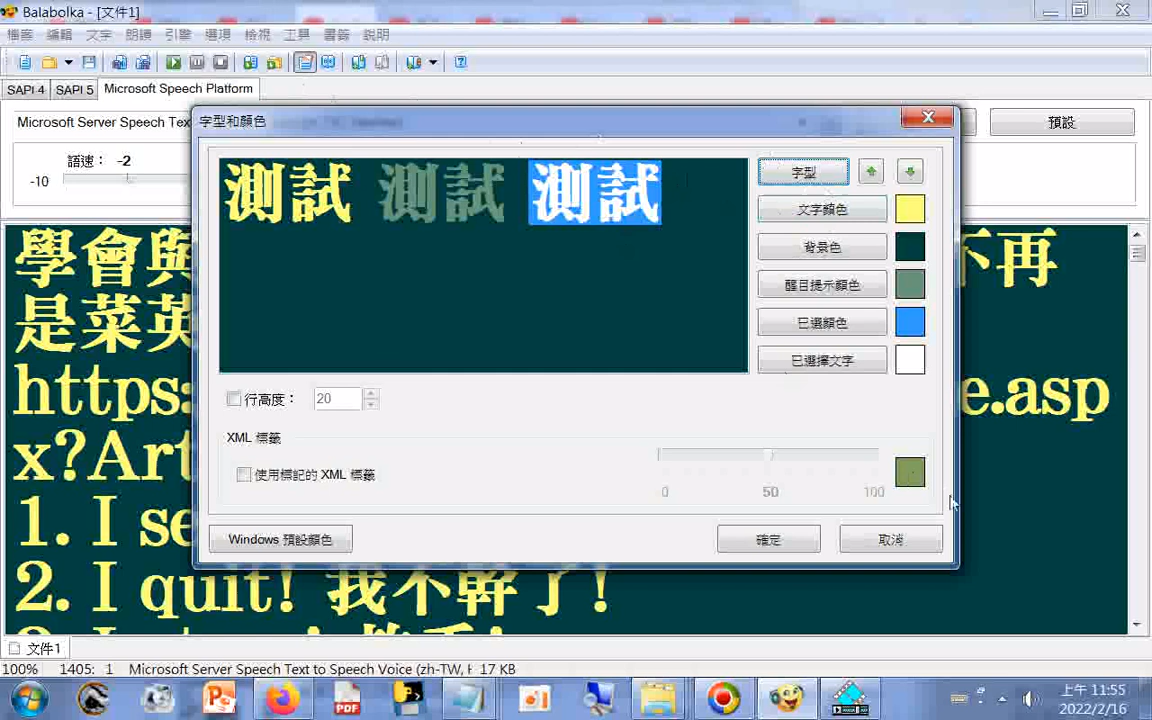 Balabolka - [文件1]
檔案 編輯 文字 朗讀 引擎 選項 檢視 工具 書籤 說明
SAPI 4 SAPI 5 Microsoft Speech Platform
Microsoft Server Speech Tex
預設
語速： -2
-10
字型和顏色
測試 測試 測試
字型
文字顏色
背景色
醒目提示顏色
已選顏色
已選擇文字
行高度： 20
XML 標籤
使用標記的 XML 標籤
0 50 100
Windows 預設顏色 確定 取消
學會與 不再
是菜英
https: e.asp
x?Art
1. I se
2. I quit! 我不幹了!
文件1
100% 1405: 1 Microsoft Server Speech Text to Speech Voice (zh-TW, H 17 KB
PDF
上午 11:55
2022/2/16